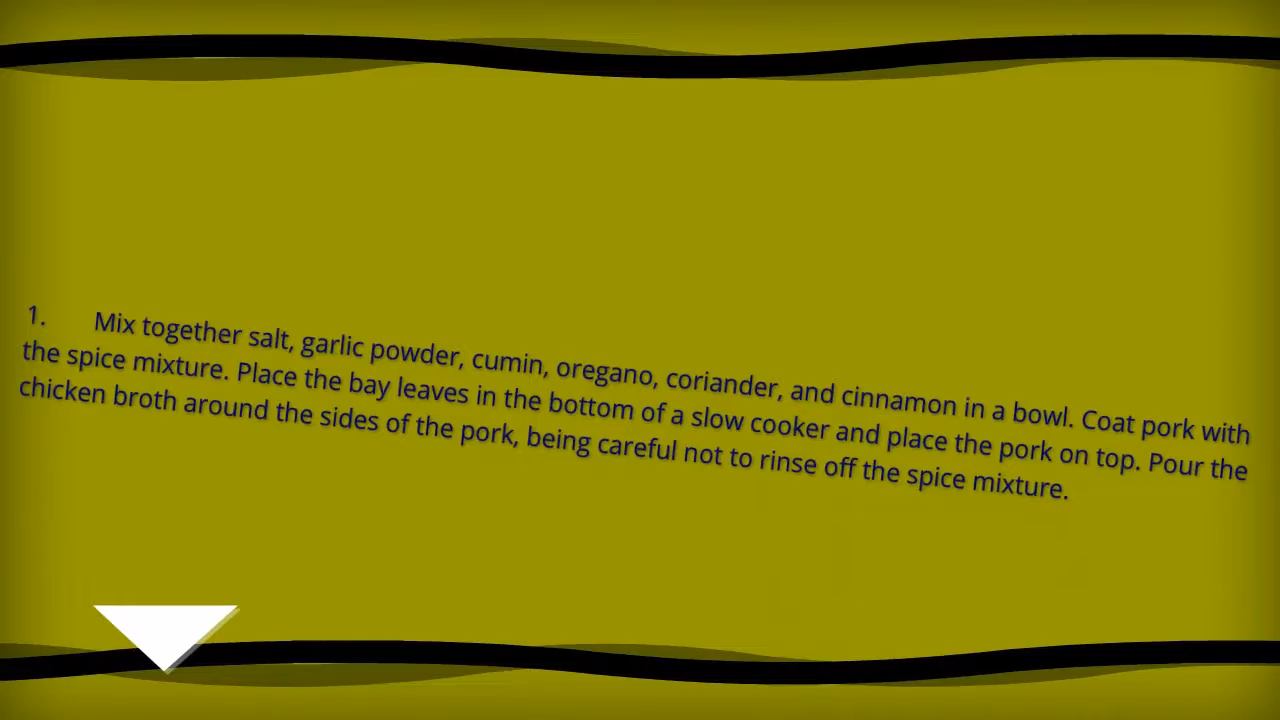 1. Mix together salt, garlic powder, cumin, oregano, coriander, and cinnamon in a bowl. Coat pork with
the spice mixture. Place the bay leaves in the bottom of a slow cooker and place the pork on top. Pour the
chicken broth around the sides of the pork, being careful not to rinse off the spice mixture.